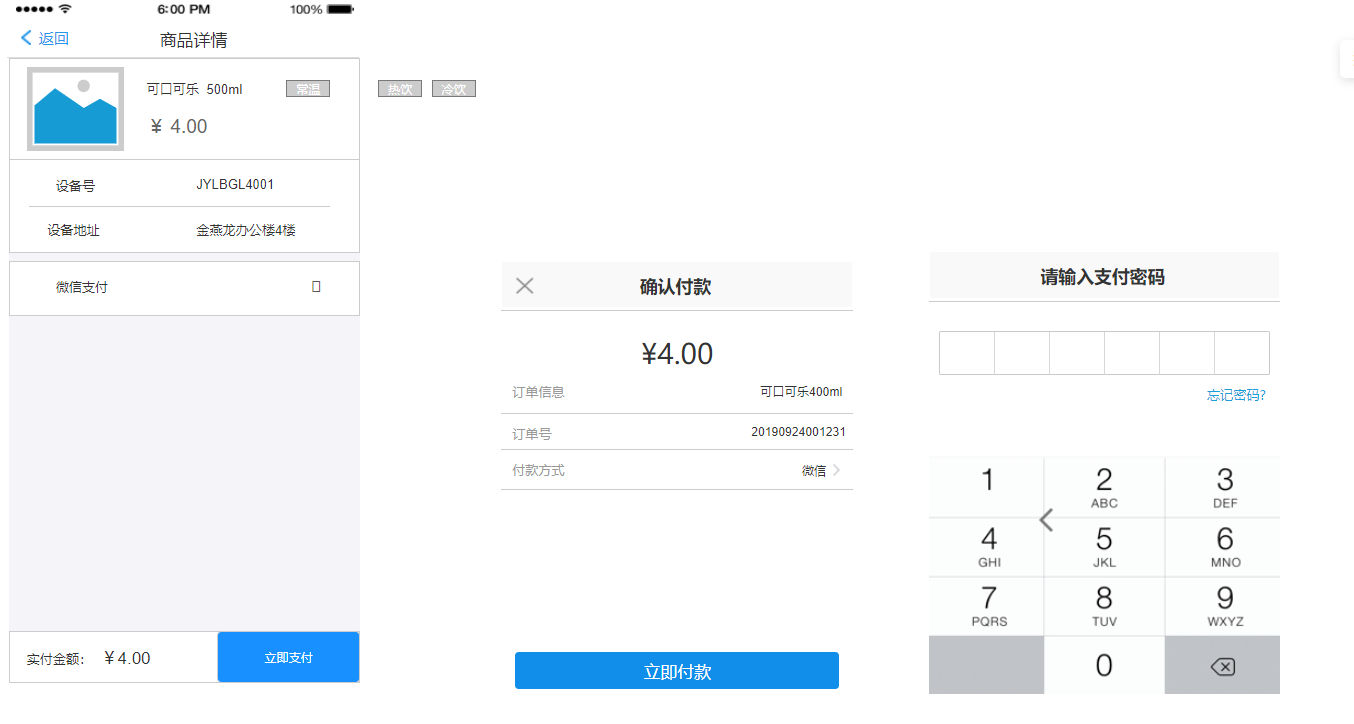 6:00 PM 100%
返回 商品详情
可口可乐 500ml 常温 热饮 冷饮
¥ 4.00
设备号 JYLBGL4001
设备地址 金燕龙办公楼4楼
微信支付
实付金额: ¥4.00 立即支付
确认付款
¥4.00
订单信息 可口可乐400ml
订单号 20190924001231
付款方式 微信
立即付款
请输入支付密码
忘记密码?
1 2 3
ABC DEF
4 5 6
GHI JKL MNO
7 8 9
PQRS TUV WXYZ
0